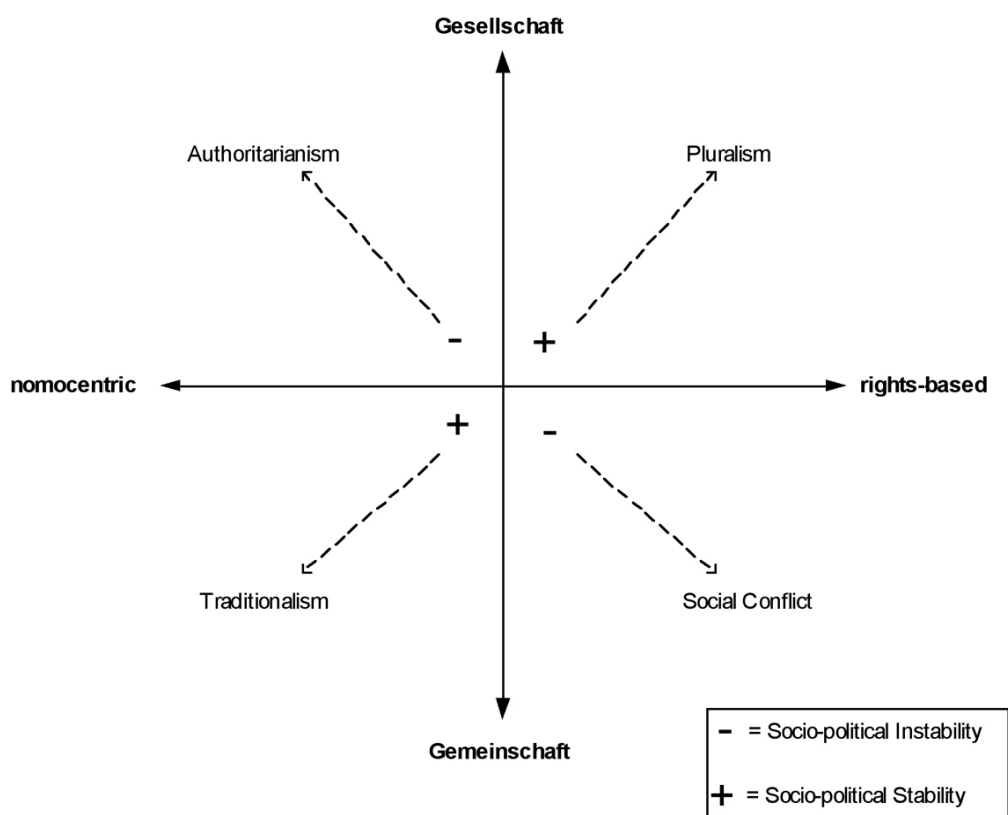 Gesellschaft
Authoritarianism
Pluralism
-
+
nomocentric
rights-based
+
-
Traditionalism
Social Conflict
Gemeinschaft
- = Socio-political Instability
+ = Socio-political Stability